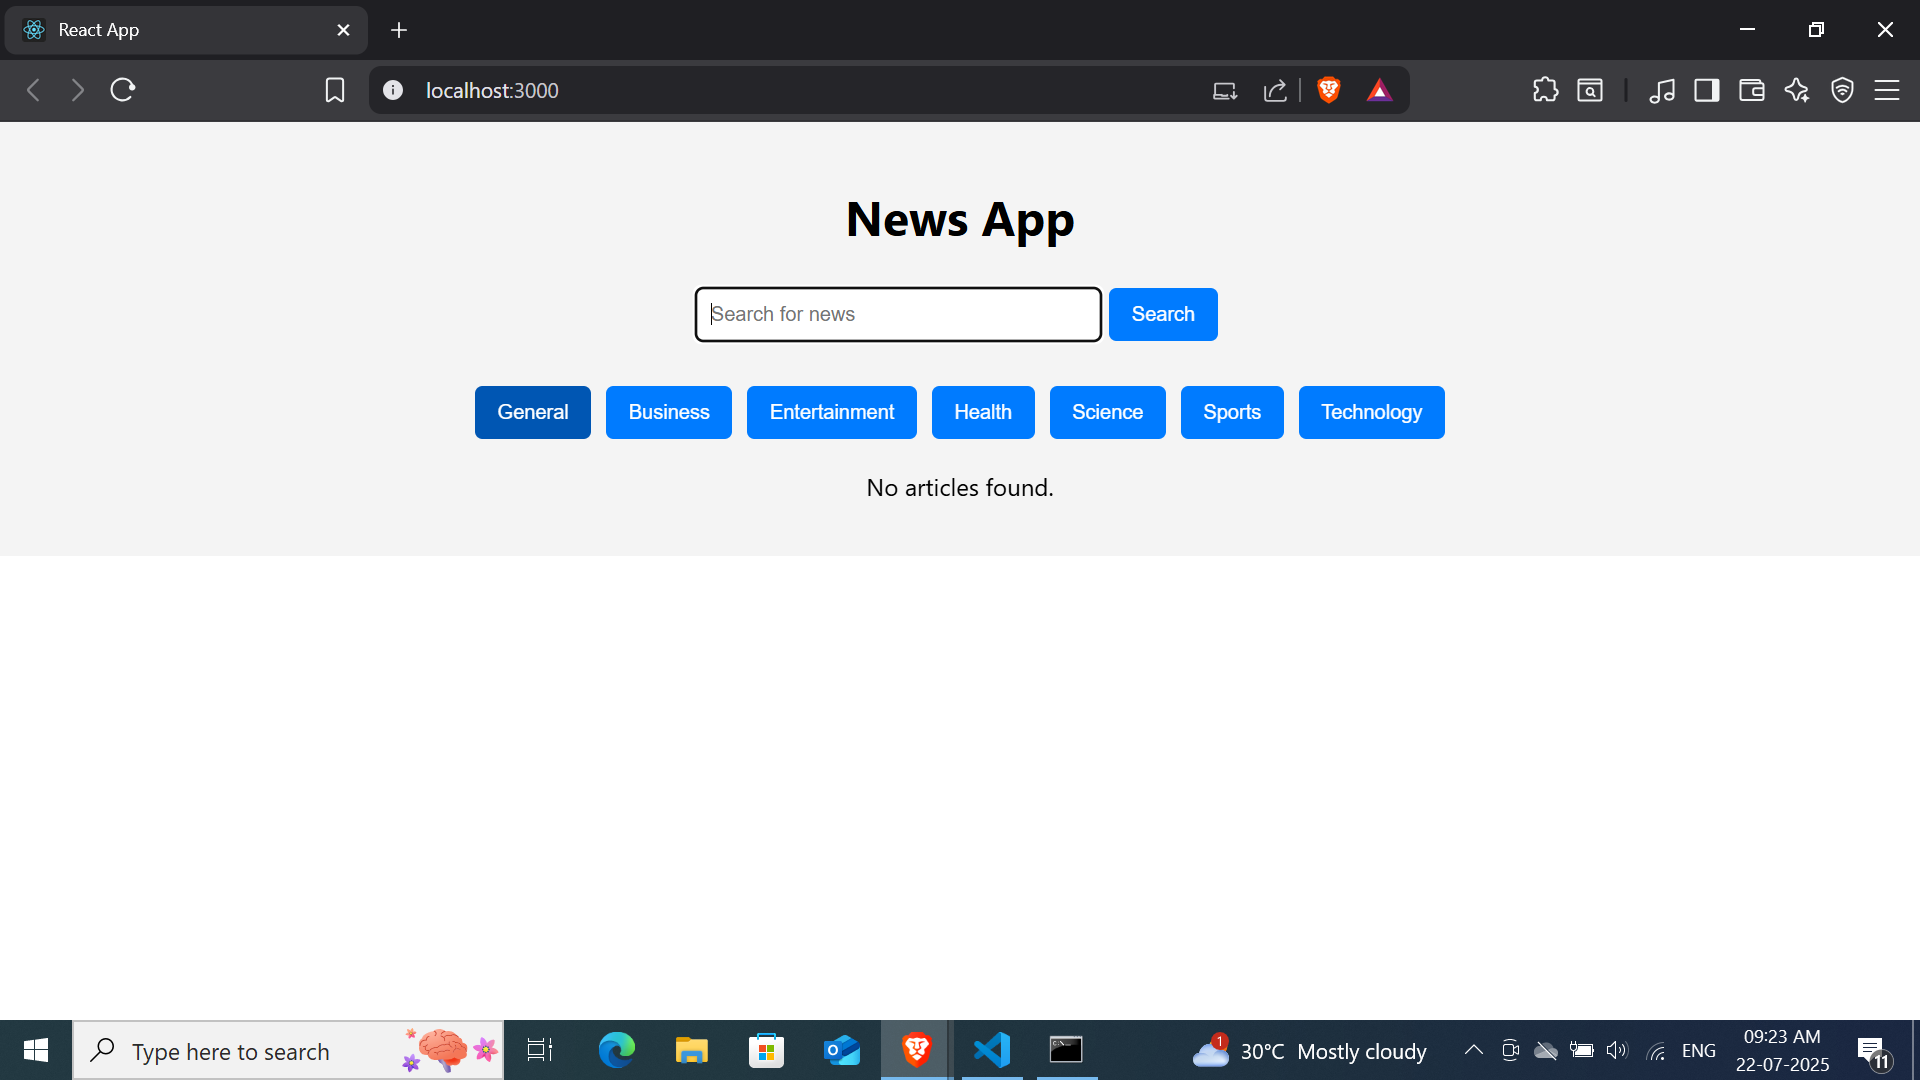 React App
localhost:3000
News App
Search for news
Search
General
Business
Entertainment
Health
Science
Sports
Technology
No articles found.
Type here to search
1
30°C Mostly cloudy
ENG
09:23 AM
22-07-2025
11